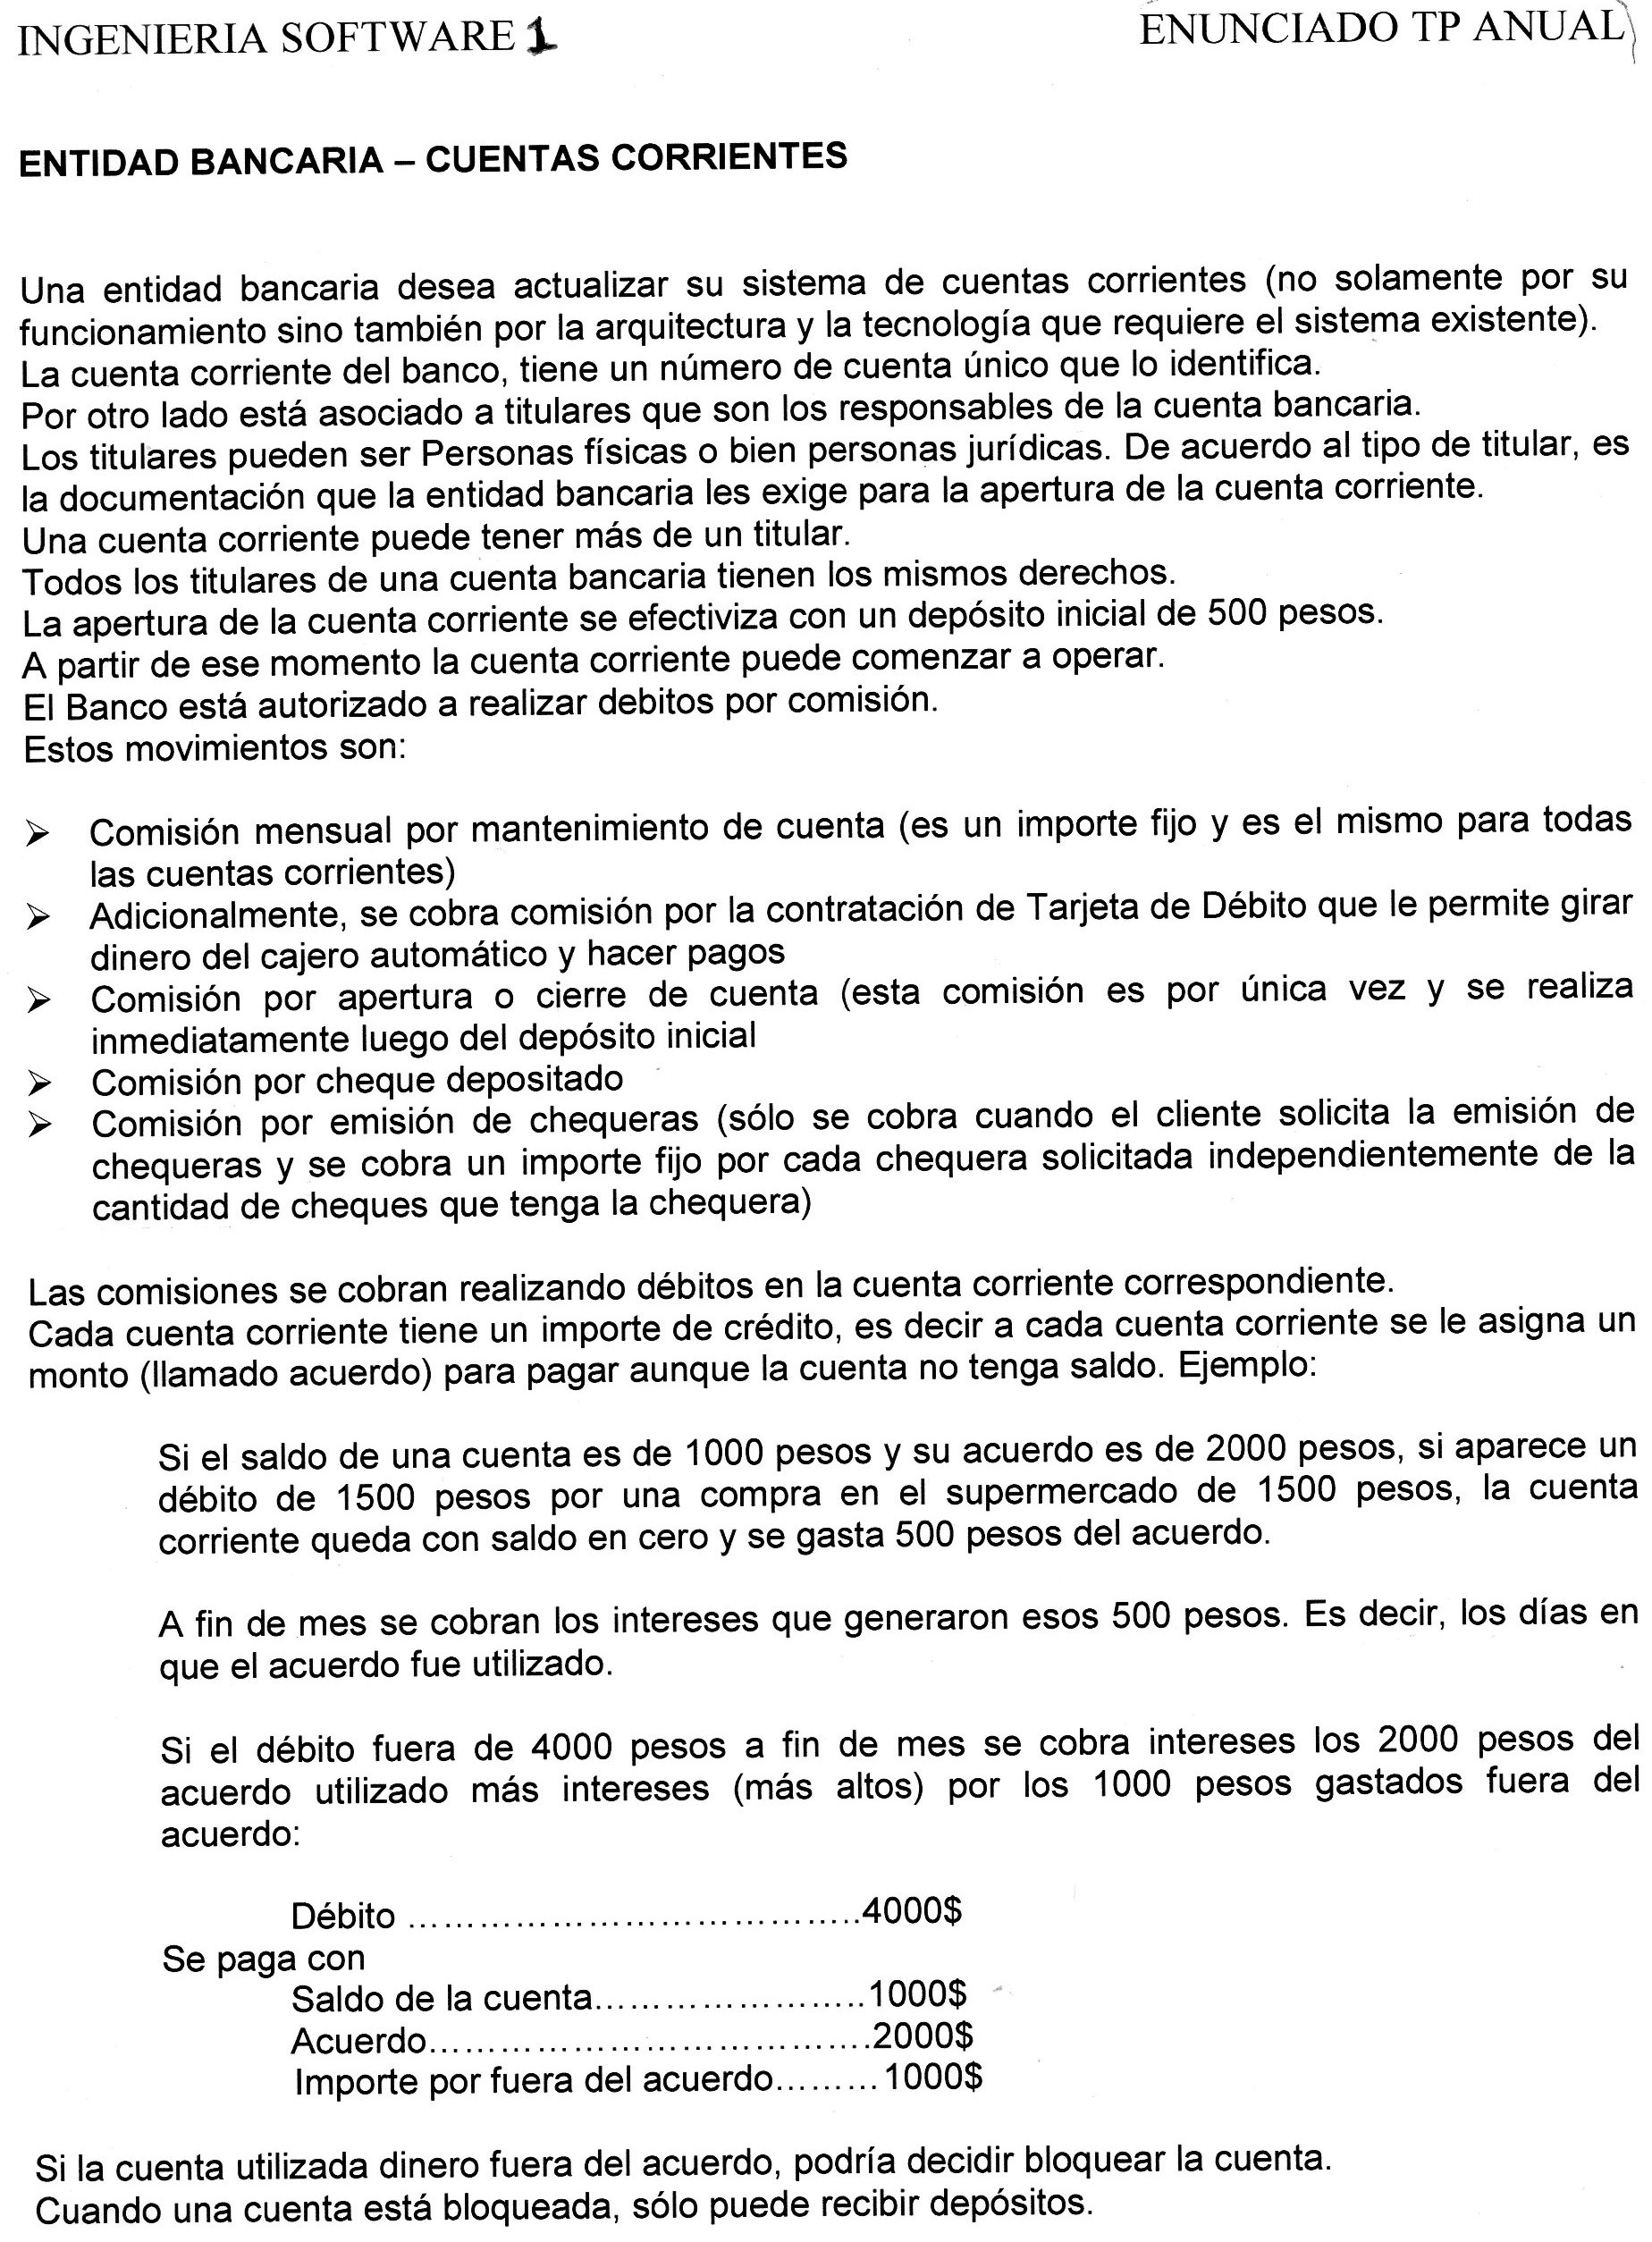 INGENIERIA SOFTWARE 1
ENUNCIADO TP ANUAL
ENTIDAD BANCARIA – CUENTAS CORRIENTES
Una entidad bancaria desea actualizar su sistema de cuentas corrientes (no solamente por su
funcionamiento sino también por la arquitectura y la tecnología que requiere el sistema existente).
La cuenta corriente del banco, tiene un número de cuenta único que lo identifica.
Por otro lado está asociado a titulares que son los responsables de la cuenta bancaria.
Los titulares pueden ser Personas físicas o bien personas jurídicas. De acuerdo al tipo de titular, es
la documentación que la entidad bancaria les exige para la apertura de la cuenta corriente.
Una cuenta corriente puede tener más de un titular.
Todos los titulares de una cuenta bancaria tienen los mismos derechos.
La apertura de la cuenta corriente se efectiviza con un depósito inicial de 500 pesos.
A partir de ese momento la cuenta corriente puede comenzar a operar.
El Banco está autorizado a realizar debitos por comisión.
Estos movimientos son:
➢ Comisión mensual por mantenimiento de cuenta (es un importe fijo y es el mismo para todas
las cuentas corrientes)
➢ Adicionalmente, se cobra comisión por la contratación de Tarjeta de Débito que le permite girar
dinero del cajero automático y hacer pagos
➢ Comisión por apertura o cierre de cuenta (esta comisión es por única vez y se realiza
inmediatamente luego del depósito inicial
➢ Comisión por cheque depositado
➢ Comisión por emisión de chequeras (sólo se cobra cuando el cliente solicita la emisión de
chequeras y se cobra un importe fijo por cada chequera solicitada independientemente de la
cantidad de cheques que tenga la chequera)
Las comisiones se cobran realizando débitos en la cuenta corriente correspondiente.
Cada cuenta corriente tiene un importe de crédito, es decir a cada cuenta corriente se le asigna un
monto (llamado acuerdo) para pagar aunque la cuenta no tenga saldo. Ejemplo:
Si el saldo de una cuenta es de 1000 pesos y su acuerdo es de 2000 pesos, si aparece un
débito de 1500 pesos por una compra en el supermercado de 1500 pesos, la cuenta
corriente queda con saldo en cero y se gasta 500 pesos del acuerdo.
A fin de mes se cobran los intereses que generaron esos 500 pesos. Es decir, los días en
que el acuerdo fue utilizado.
Si el débito fuera de 4000 pesos a fin de mes se cobra intereses los 2000 pesos del
acuerdo utilizado más intereses (más altos) por los 1000 pesos gastados fuera del
acuerdo:
Débito ......................................4000$
Se paga con
Saldo de la cuenta.......................1000$
Acuerdo.....................................2000$
Importe por fuera del acuerdo.........1000$
Si la cuenta utilizada dinero fuera del acuerdo, podría decidir bloquear la cuenta.
Cuando una cuenta está bloqueada, sólo puede recibir depósitos.